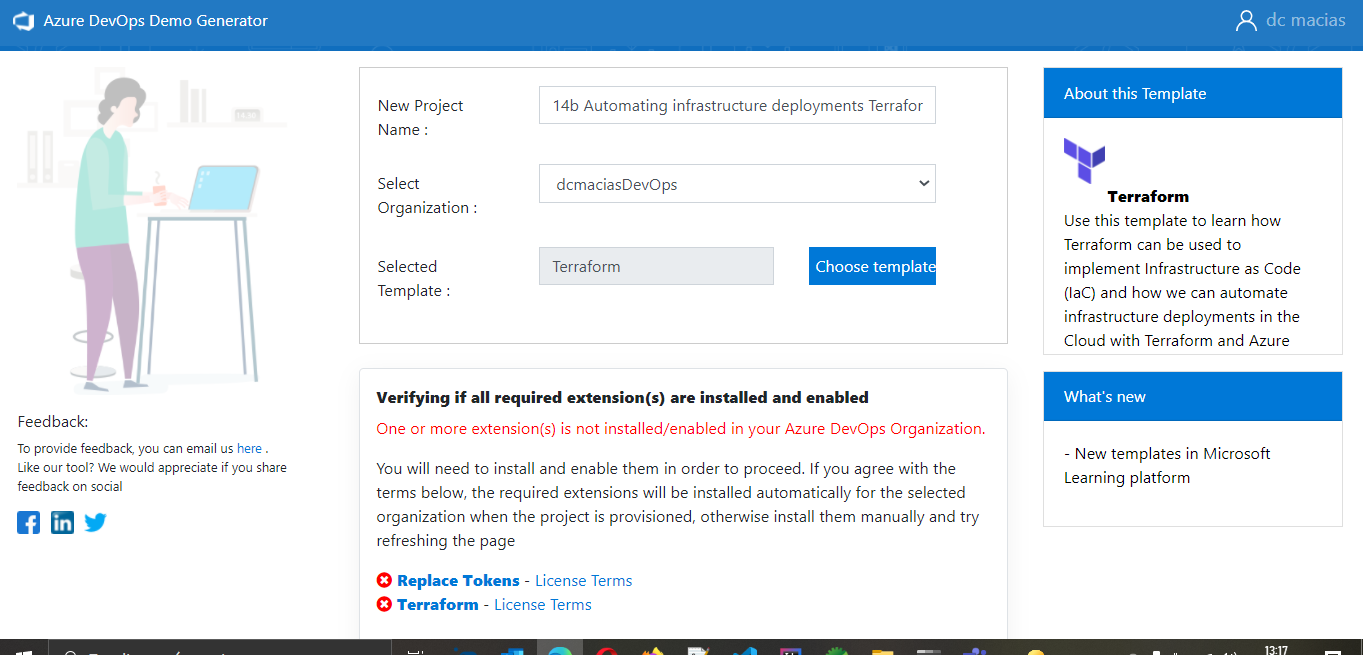 Azure DevOps Demo Generator
dc macias
New Project
Name :
14b Automating infrastructure deployments Terrafor
Select
Organization :
dcmaciasDevOps
Selected
Template :
Terraform
Choose template
Verifying if all required extension(s) are installed and enabled
One or more extension(s) is not installed/enabled in your Azure DevOps Organization.
You will need to install and enable them in order to proceed. If you agree with the
terms below, the required extensions will be installed automatically for the selected
organization when the project is provisioned, otherwise install them manually and try
refreshing the page
Replace Tokens - License Terms
Terraform - License Terms
About this Template
Terraform
Use this template to learn how
Terraform can be used to
implement Infrastructure as Code
(IaC) and how we can automate
infrastructure deployments in the
Cloud with Terraform and Azure
What's new
- New templates in Microsoft
Learning platform
Feedback:
To provide feedback, you can email us here .
Like our tool? We would appreciate if you share
feedback on social
13:17